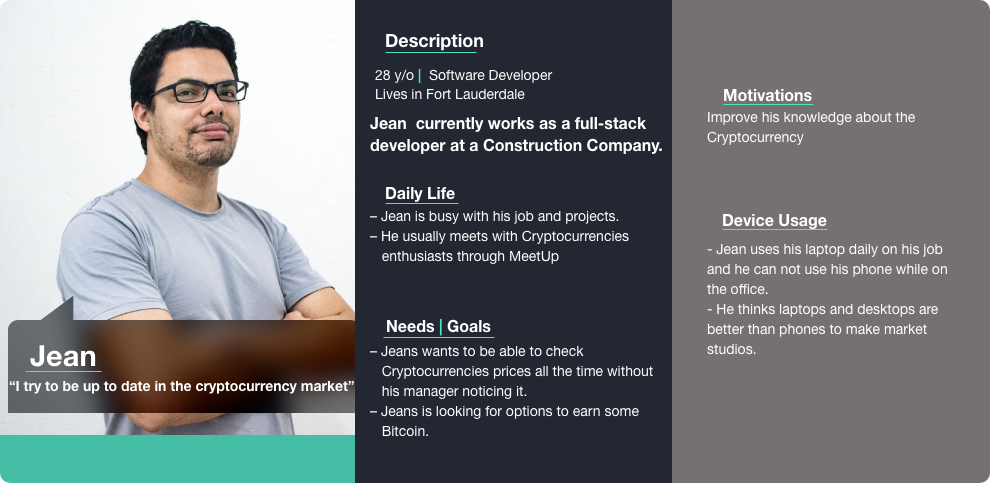 Jean
“I try to be up to date in the cryptocurrency market”
Description
28 y/o | Software Developer
Lives in Fort Lauderdale
Jean currently works as a full-stack
developer at a Construction Company.
Daily Life
– Jean is busy with his job and projects.
– He usually meets with Cryptocurrencies
enthusiasts through MeetUp
Needs | Goals
– Jeans wants to be able to check
Cryptocurrencies prices all the time without
his manager noticing it.
– Jeans is looking for options to earn some
Bitcoin.
Motivations
Improve his knowledge about the
Cryptocurrency
Device Usage
- Jean uses his laptop daily on his job
and he can not use his phone while on
the office.
- He thinks laptops and desktops are
better than phones to make market
studios.